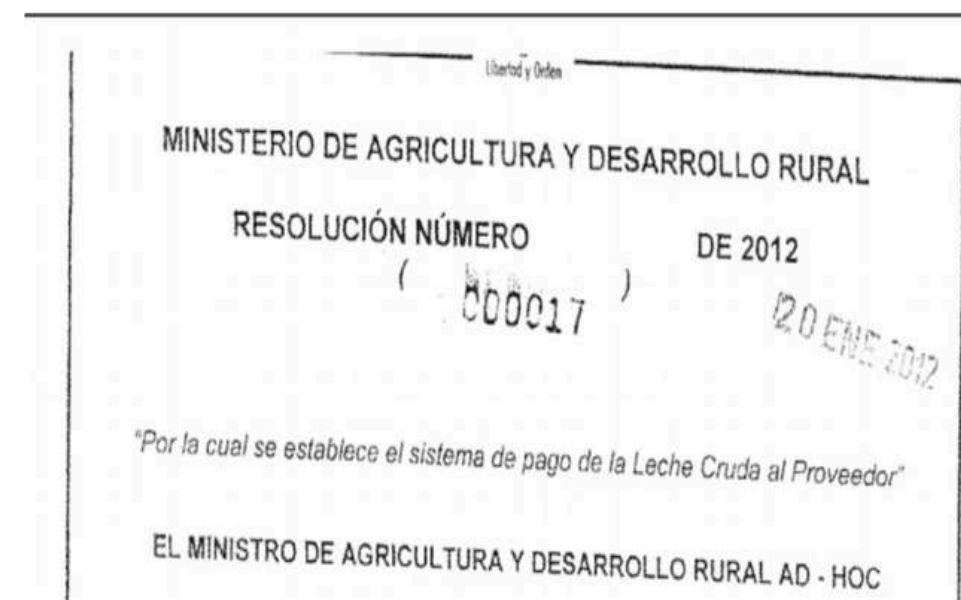 Libertad y Orden
MINISTERIO DE AGRICULTURA Y DESARROLLO RURAL
RESOLUCIÓN NÚMERO DE 2012
( 000017 )
20 ENE 2012
"Por la cual se establece el sistema de pago de la Leche Cruda al Proveedor"
EL MINISTRO DE AGRICULTURA Y DESARROLLO RURAL AD - HOC